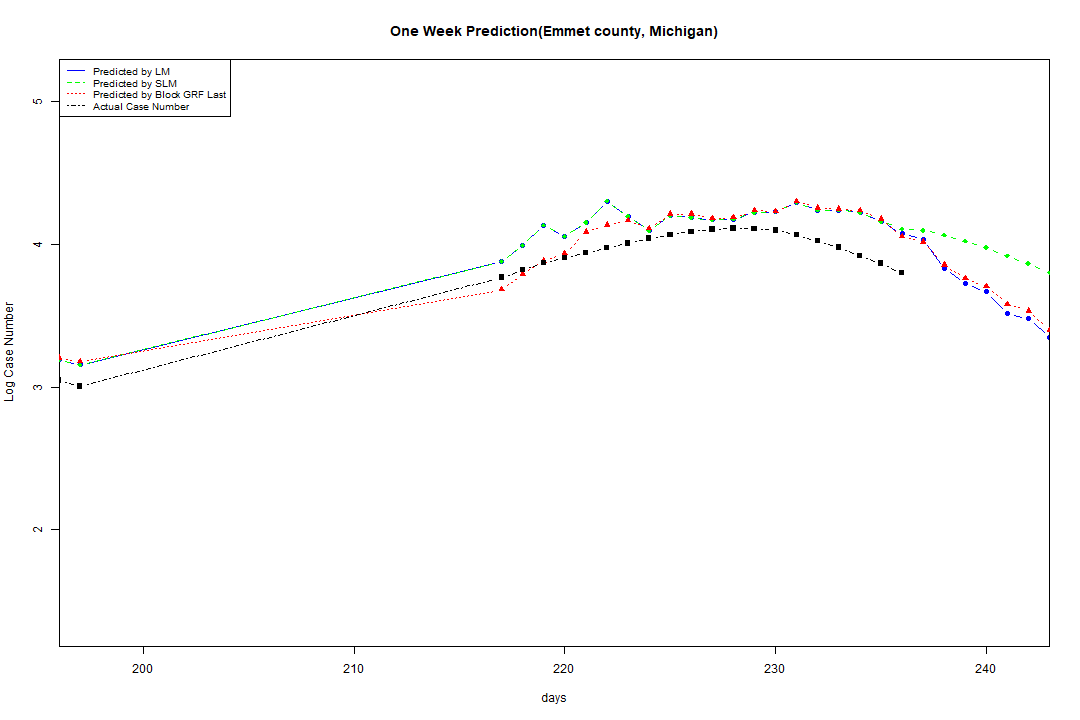 One Week Prediction(Emmet county, Michigan)
Predicted by LM
Predicted by SLM
Predicted by Block GRF Last
Actual Case Number
5
4
3
2
Log Case Number
200 210 220 230 240
days